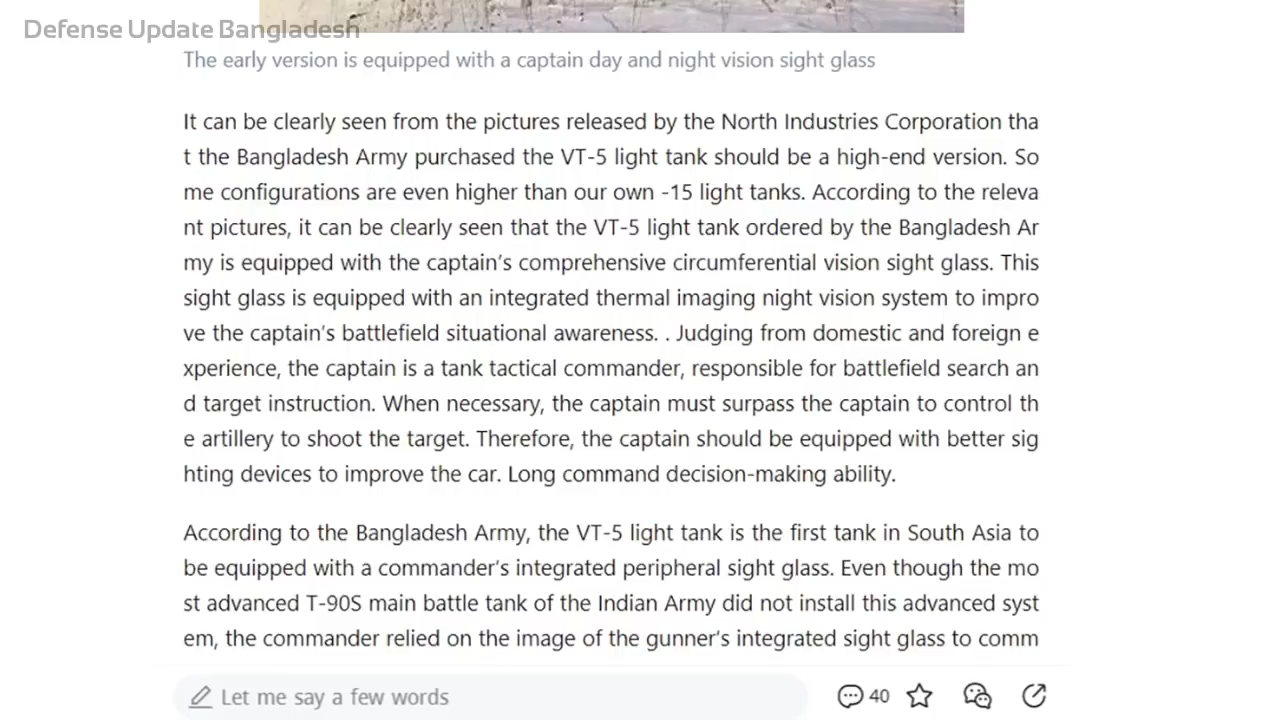 Defense Update Bangladesh
The early version is equipped with a captain day and night vision sight glass
It can be clearly seen from the pictures released by the North Industries Corporation tha
t the Bangladesh Army purchased the VT-5 light tank should be a high-end version. So
me configurations are even higher than our own -15 light tanks. According to the releva
nt pictures, it can be clearly seen that the VT-5 light tank ordered by the Bangladesh Ar
my is equipped with the captain's comprehensive circumferential vision sight glass. This
sight glass is equipped with an integrated thermal imaging night vision system to impro
ve the captain's battlefield situational awareness. . Judging from domestic and foreign e
xperience, the captain is a tank tactical commander, responsible for battlefield search an
d target instruction. When necessary, the captain must surpass the captain to control th
e artillery to shoot the target. Therefore, the captain should be equipped with better sig
hting devices to improve the car. Long command decision-making ability.
According to the Bangladesh Army, the VT-5 light tank is the first tank in South Asia to
be equipped with a commander's integrated peripheral sight glass. Even though the mo
st advanced T-90S main battle tank of the Indian Army did not install this advanced syst
em, the commander relied on the image of the gunner's integrated sight glass to comm
Let me say a few words
40